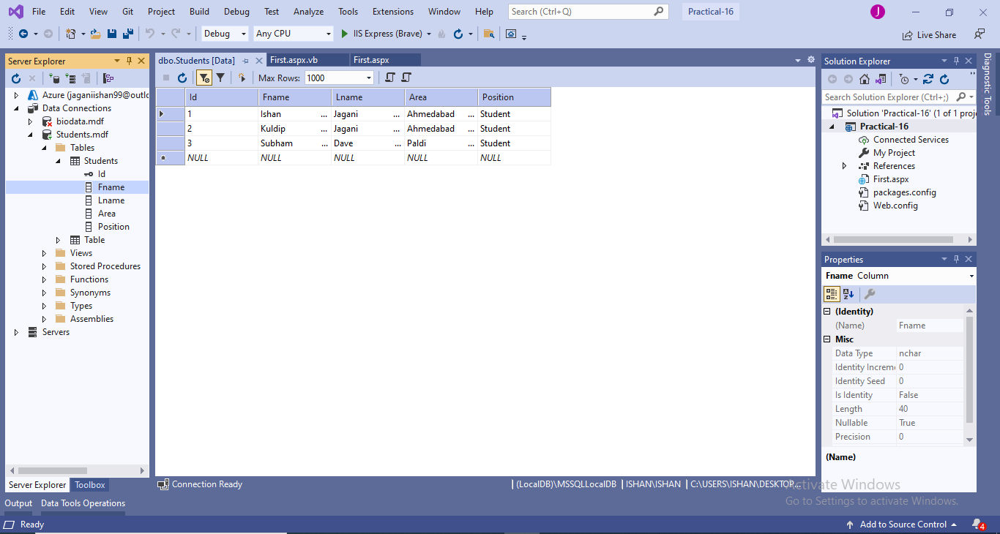 File Edit View Git Project Build Debug Test Analyze Tools Extensions Window Help Search (Ctrl+Q) Practical-16 J
Debug Any CPU IIS Express (Brave) Live Share
Server Explorer
Azure (jaganiishan99@outlo
Data Connections
biodata.mdf
Students.mdf
Tables
Students
Id
Fname
Lname
Area
Position
Table
Views
Stored Procedures
Functions
Synonyms
Types
Assemblies
Servers
Server Explorer Toolbox
dbo.Students [Data] First.aspx.vb First.aspx
Max Rows: 1000
Id Fname Lname Area Position
1 Ishan ... Jagani ... Ahmedabad ... Student
2 Kuldip ... Jagani ... Ahmedabad ... Student
3 Subham ... Dave ... Paldi ... Student
NULL NULL NULL NULL NULL
Connection Ready (LocalDB)\MSSQLLocalDB ISHAN\ISHAN C:\USERS\ISHAN\DESKTOP...
Solution Explorer
Search Solution Explorer (Ctrl+;)
Solution 'Practical-16' (1 of 1 proje
Practical-16
Connected Services
My Project
References
First.aspx
packages.config
Web.config
Diagnostic Tools
Properties
Fname Column
(Identity)
(Name) Fname
Misc
Data Type nchar
Identity Increme 0
Identity Seed 0
Is Identity False
Length 40
Nullable True
Precision 0
(Name)
Activate Windows
Go to Settings to activate Windows.
Output Data Tools Operations
Ready Add to Source Control 4